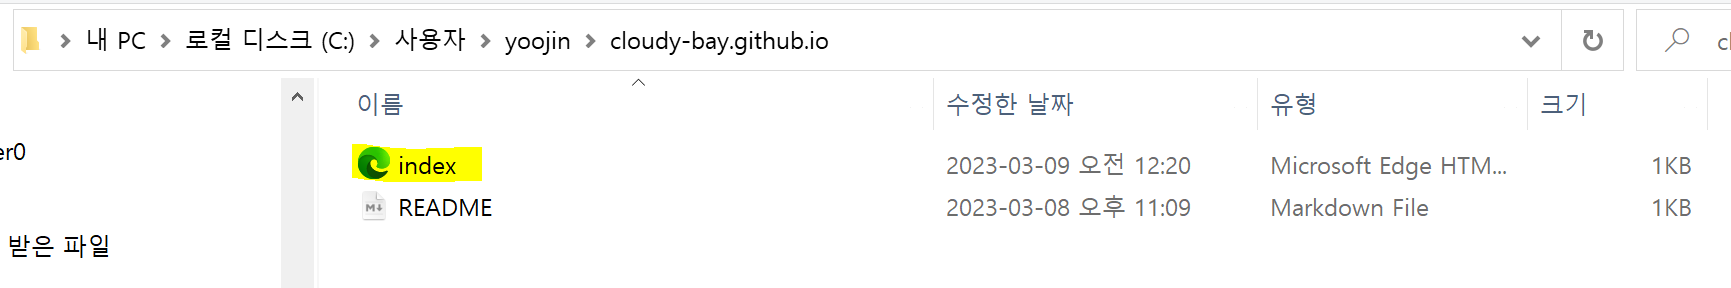 내 PC > 로컬 디스크 (C:) > 사용자 > yoojin > cloudy-bay.github.io
이름 수정한 날짜 유형 크기
er0
index 2023-03-09 오전 12:20 Microsoft Edge HTM... 1KB
README 2023-03-08 오후 11:09 Markdown File 1KB
받은 파일